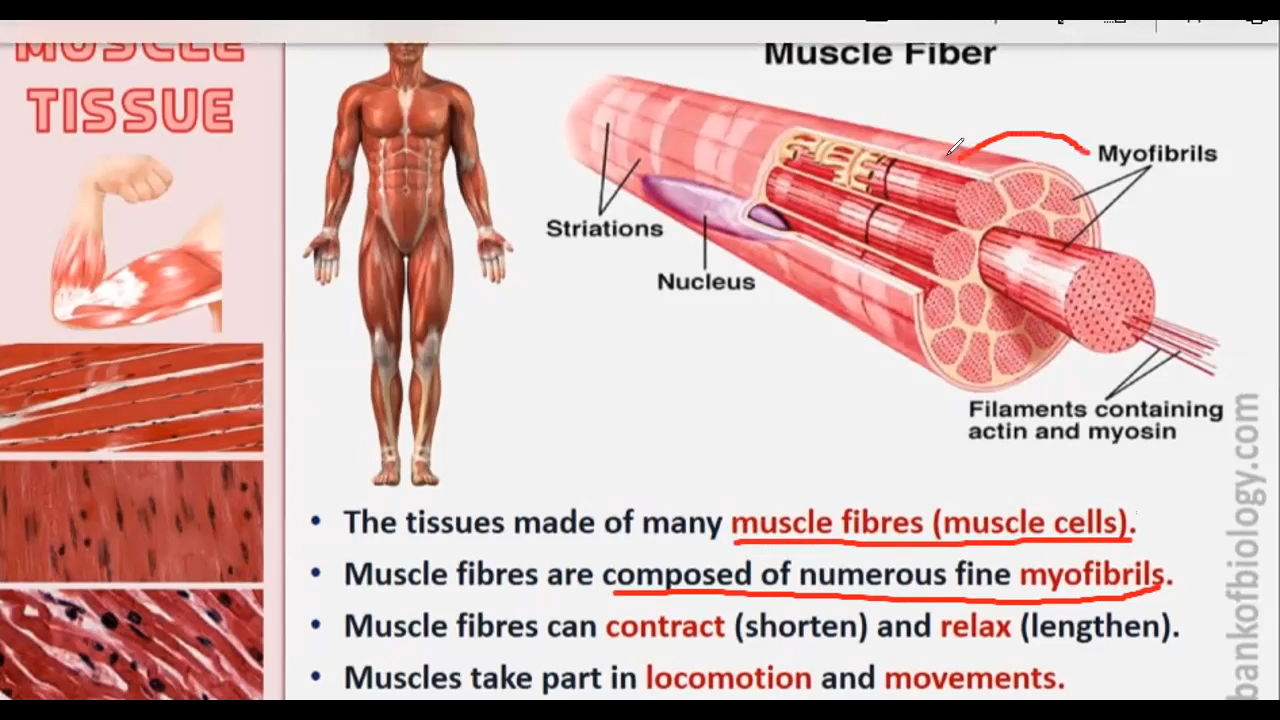 MUSCLE
TISSUE
Muscle Fiber
Myofibrils
Striations
Nucleus
Filaments containing
actin and myosin
• The tissues made of many muscle fibres (muscle cells).
• Muscle fibres are composed of numerous fine myofibrils.
• Muscle fibres can contract (shorten) and relax (lengthen).
• Muscles take part in locomotion and movements.
bankofbiology.com